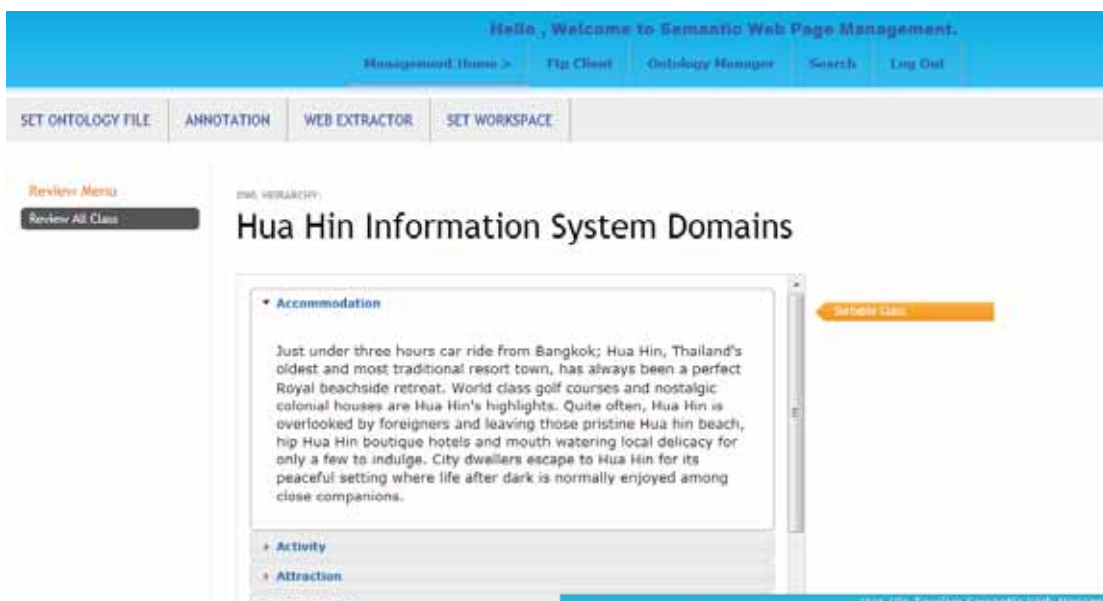 Hello , Welcome to Semantic Web Page Management.
Management Home > Ftp Client Ontology Manager Search Log Out
SET ONTOLOGY FILE ANNOTATION WEB EXTRACTOR SET WORKSPACE
Review Menu
Review All Class
OWL HIERARCHY:
Hua Hin Information System Domains
Accommodation
Just under three hours car ride from Bangkok; Hua Hin, Thailand's
oldest and most traditional resort town, has always been a perfect
Royal beachside retreat. World class golf courses and nostalgic
colonial houses are Hua Hin's highlights. Quite often, Hua Hin is
overlooked by foreigners and leaving those pristine Hua hin beach,
hip Hua Hin boutique hotels and mouth watering local delicacy for
only a few to indulge. City dwellers escape to Hua Hin for its
peaceful setting where life after dark is normally enjoyed among
close companions.
Class
Activity
Attraction